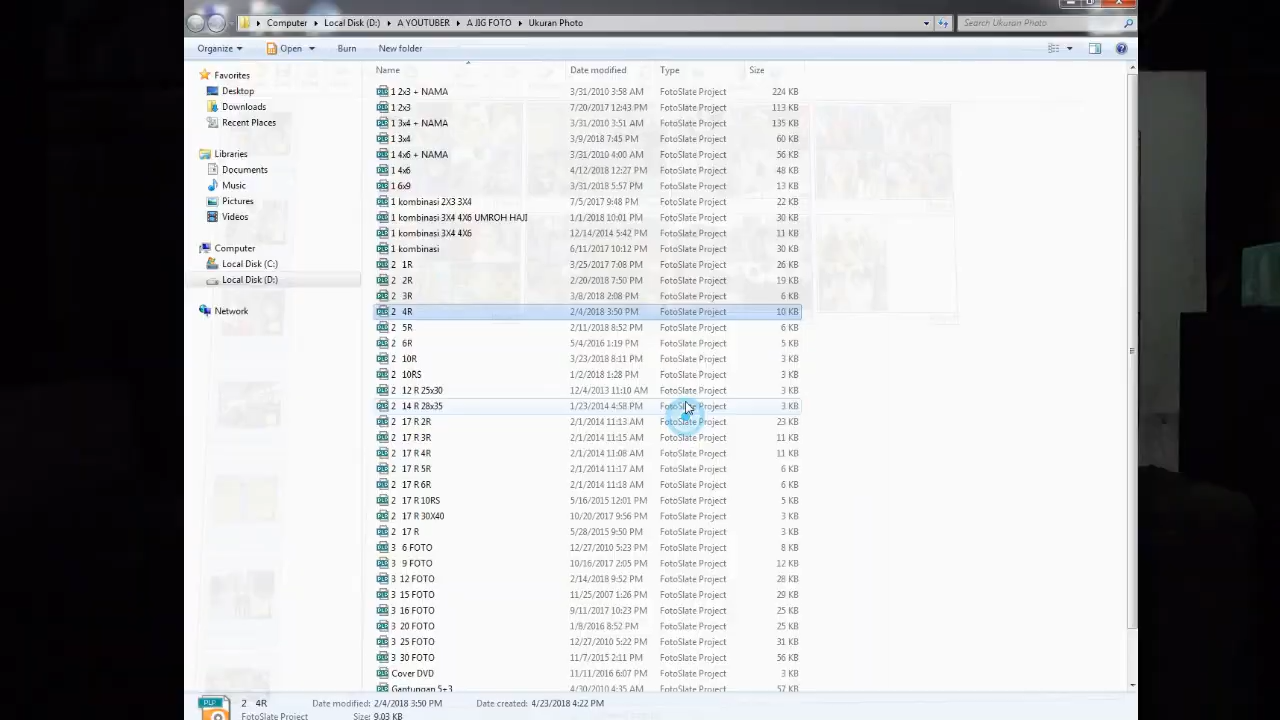 Computer Local Disk (D:) A YOUTUBER A JIG FOTO Ukuran Photo Search Ukuran Photo
Organize Open Burn New folder
Name Date modified Type Size
Favorites
Desktop
Downloads
Recent Places
Libraries
Documents
Music
Pictures
Videos
Computer
Local Disk (C:)
Local Disk (D:)
Network
1 2x3 + NAMA 3/31/2010 3:58 AM FotoSlate Project 224 KB
1 2x3 7/20/2017 12:43 PM FotoSlate Project 113 KB
1 3x4 + NAMA 3/31/2010 3:51 AM FotoSlate Project 135 KB
1 3x4 3/9/2018 7:45 PM FotoSlate Project 60 KB
1 4x6 + NAMA 3/31/2010 4:00 AM FotoSlate Project 56 KB
1 4x6 4/12/2018 12:27 PM FotoSlate Project 48 KB
1 6x9 3/31/2018 5:57 PM FotoSlate Project 13 KB
1 kombinasi 2X3 3X4 7/5/2017 9:48 PM FotoSlate Project 22 KB
1 kombinasi 3X4 4X6 UMROH HAJI 1/1/2018 10:01 PM FotoSlate Project 30 KB
1 kombinasi 3X4 4X6 12/14/2014 5:42 PM FotoSlate Project 11 KB
1 kombinasi 6/11/2017 10:12 PM FotoSlate Project 30 KB
2 1R 3/25/2017 7:08 PM FotoSlate Project 26 KB
2 2R 2/20/2018 7:50 PM FotoSlate Project 19 KB
2 3R 3/8/2018 2:08 PM FotoSlate Project 6 KB
2 4R 2/4/2018 3:50 PM FotoSlate Project 10 KB
2 5R 2/11/2018 8:52 PM FotoSlate Project 6 KB
2 6R 5/4/2016 1:19 PM FotoSlate Project 5 KB
2 10R 3/23/2018 8:11 PM FotoSlate Project 3 KB
2 10RS 1/2/2018 1:28 PM FotoSlate Project 3 KB
2 12 R 25x30 12/4/2013 11:10 AM FotoSlate Project 3 KB
2 14 R 28x35 1/23/2014 4:58 PM FotoSlate Project 3 KB
2 17 R 2R 2/1/2014 11:13 AM FotoSlate Project 23 KB
2 17 R 3R 2/1/2014 11:15 AM FotoSlate Project 11 KB
2 17 R 4R 2/1/2014 11:08 AM FotoSlate Project 11 KB
2 17 R 5R 2/1/2014 11:17 AM FotoSlate Project 6 KB
2 17 R 6R 2/1/2014 11:18 AM FotoSlate Project 5 KB
2 17 R 10RS 5/16/2015 12:01 PM FotoSlate Project 5 KB
2 17 R 30X40 10/20/2017 9:56 PM FotoSlate Project 3 KB
2 17 R 5/28/2015 9:50 PM FotoSlate Project 3 KB
3 6 FOTO 12/27/2010 5:23 PM FotoSlate Project 8 KB
3 9 FOTO 10/16/2017 2:05 PM FotoSlate Project 12 KB
3 12 FOTO 2/14/2018 9:52 PM FotoSlate Project 28 KB
3 15 FOTO 11/25/2007 1:26 PM FotoSlate Project 29 KB
3 16 FOTO 9/11/2017 10:23 PM FotoSlate Project 25 KB
3 20 FOTO 1/8/2016 8:52 PM FotoSlate Project 25 KB
3 25 FOTO 12/27/2010 5:22 PM FotoSlate Project 31 KB
3 30 FOTO 11/7/2015 2:11 PM FotoSlate Project 56 KB
Cover DVD 11/11/2016 6:07 PM FotoSlate Project 3 KB
Gantungan 5+3 4/30/2010 4:35 AM FotoSlate Project 57 KB
PLP 2 4R Date modified: 2/4/2018 3:50 PM Date created: 4/23/2018 4:22 PM
FotoSlate Project Size: 9.03 KB